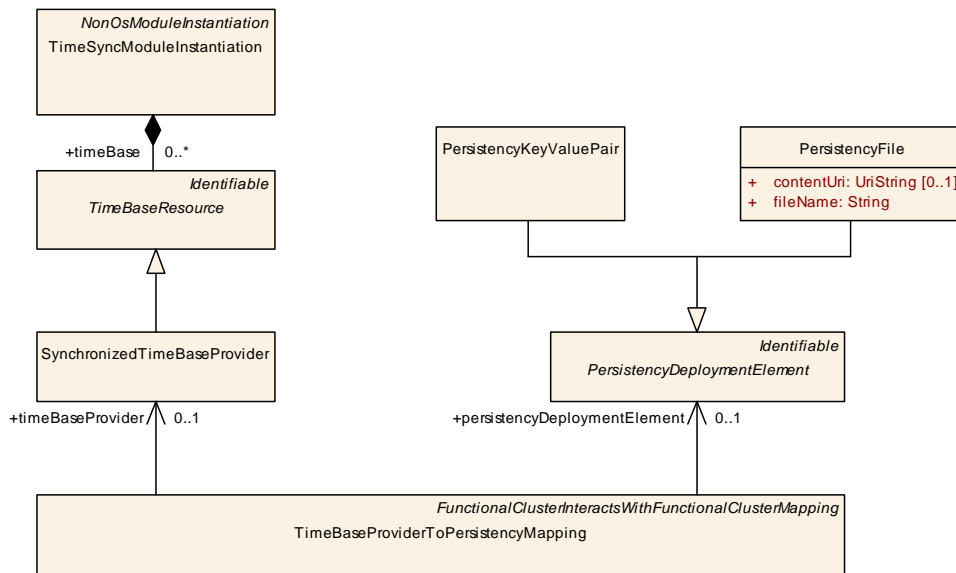 NonOsModuleInstantiation
TimeSyncModuleInstantiation
+timeBase 0..*
Identifiable
TimeBaseResource
PersistencyKeyValuePair
PersistencyFile
+ contentUri: UriString [0..1]
+ fileName: String
SynchronizedTimeBaseProvider
Identifiable
PersistencyDeploymentElement
+timeBaseProvider 0..1
+persistencyDeploymentElement 0..1
FunctionalClusterInteractsWithFunctionalClusterMapping
TimeBaseProviderToPersistencyMapping